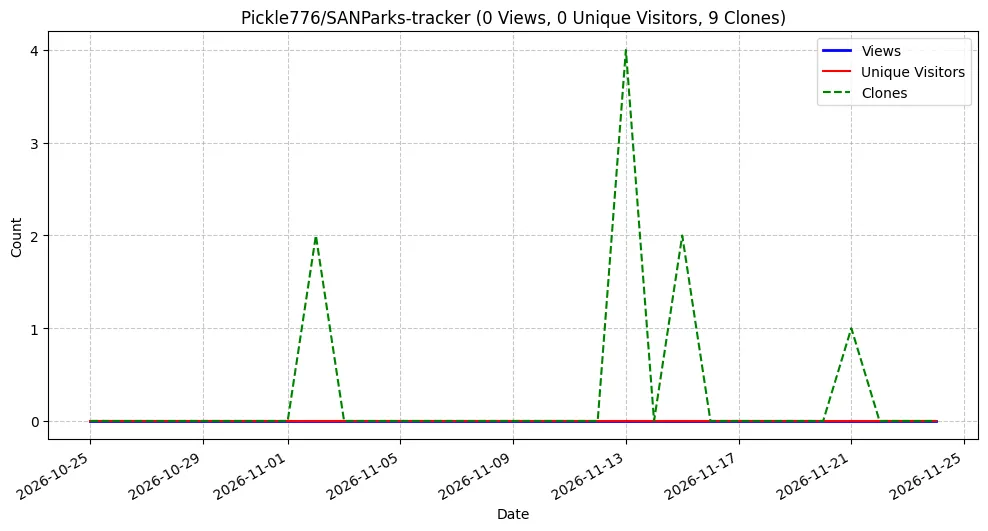 Pickle776/SANParks-tracker (0 Views, 0 Unique Visitors, 9 Clones)
Views
Unique Visitors
Clones
Count
4
3
2
1
0
2026-10-25
2026-10-29
2026-11-01
2026-11-05
2026-11-09
2026-11-13
2026-11-17
2026-11-21
2026-11-25
Date